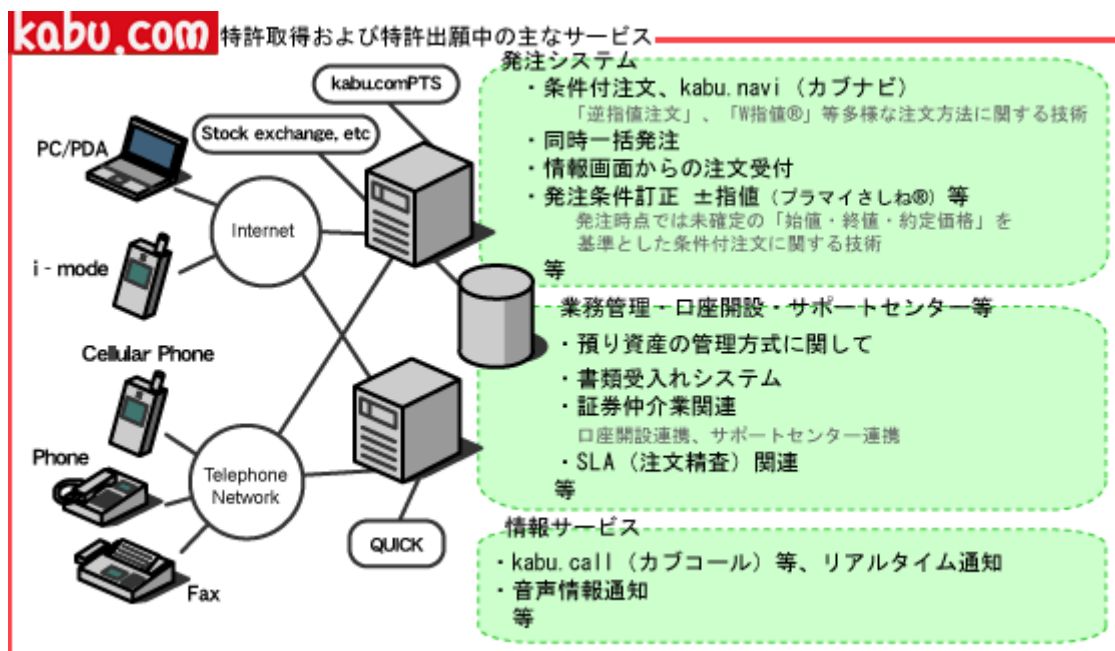 kabu.com 特許取得および特許出願中の主なサービス
kabu.comPTS
Stock exchange, etc
PC/PDA
Internet
i - mode
Cellular Phone
Phone
Telephone
Network
Fax
QUICK
発注システム
・条件付注文、kabu.navi（カブナビ）
「逆指値注文」、「W指値®」等多様な注文方法に関する技術
・同時一括発注
・情報画面からの注文受付
・発注条件訂正 ±指値（プラマイさしね®）等
発注時点では未確定の「始値・終値・約定価格」を
基準とした条件付注文に関する技術
等
業務管理・口座開設・サポートセンター等
・預り資産の管理方式に関して
・書類受入れシステム
・証券仲介業関連
口座開設連携、サポートセンター連携
・SLA（注文精査）関連
等
情報サービス
・kabu.call（カブコール）等、リアルタイム通知
・音声情報通知
等